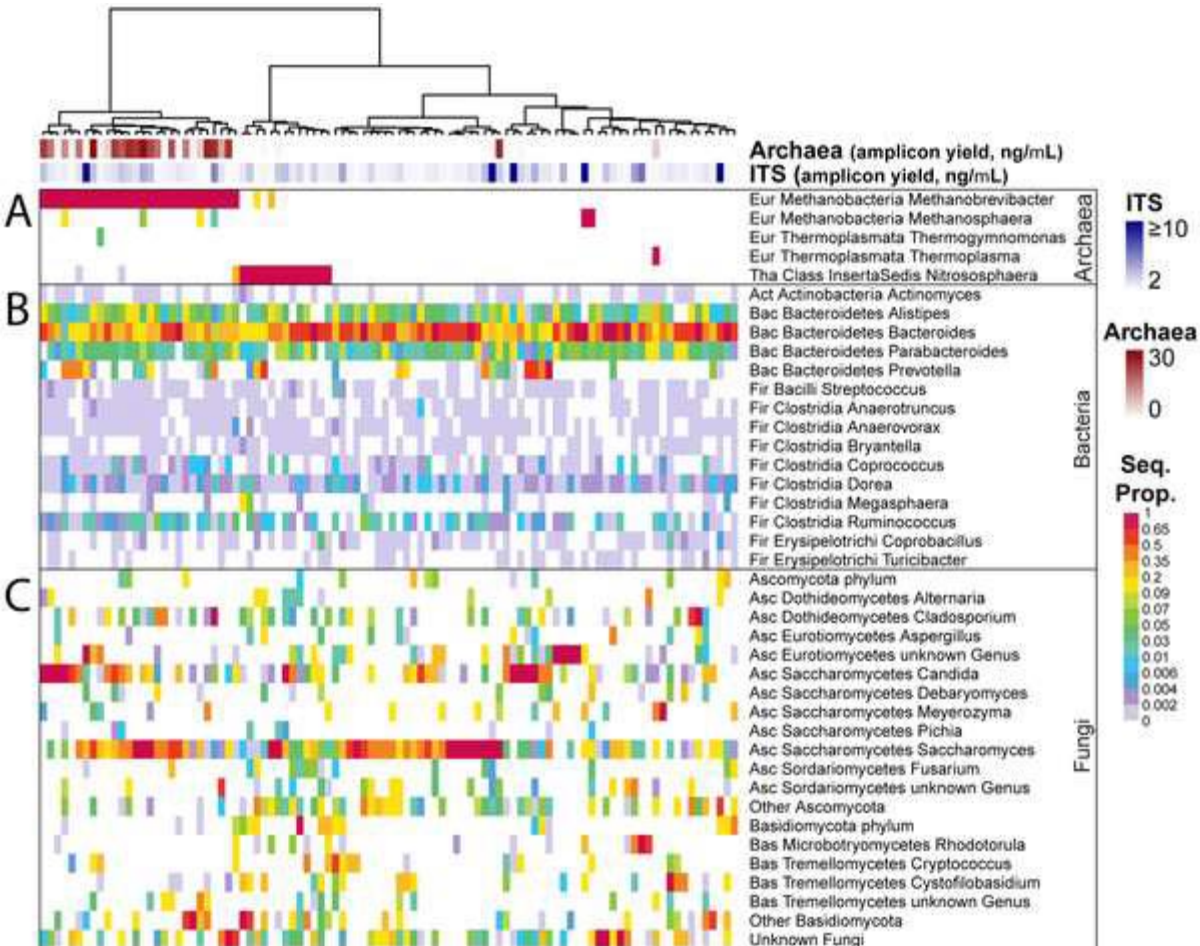 Archaea (amplicon yield, ng/mL)
ITS (amplicon yield, ng/mL)
A
Eur Methanobacteria Methanobrevibacter
Eur Methanobacteria Methanosphaera
Eur Thermoplasmata Thermogymnomonas
Eur Thermoplasmata Thermoplasma
Tha Class InsertaSedis Nitrososphaera
Archaea
B
Act Actinobacteria Actinomyces
Bac Bacteroidetes Alistipes
Bac Bacteroidetes Bacteroides
Bac Bacteroidetes Parabacteroides
Bac Bacteroidetes Prevotella
Fir Bacilli Streptococcus
Fir Clostridia Anaerotruncus
Fir Clostridia Anaerovorax
Fir Clostridia Bryantella
Fir Clostridia Coprococcus
Fir Clostridia Dorea
Fir Clostridia Megasphaera
Fir Clostridia Ruminococcus
Fir Erysipelotrichi Coprobacillus
Fir Erysipelotrichi Turicibacter
Bacteria
C
Ascomycota phylum
Asc Dothideomycetes Alternaria
Asc Dothideomycetes Cladosporium
Asc Eurotiomycetes Aspergillus
Asc Eurotiomycetes unknown Genus
Asc Saccharomycetes Candida
Asc Saccharomycetes Debaryomyces
Asc Saccharomycetes Meyerozyma
Asc Saccharomycetes Pichia
Asc Saccharomycetes Saccharomyces
Asc Sordariomycetes Fusarium
Asc Sordariomycetes unknown Genus
Other Ascomycota
Basidiomycota phylum
Bas Microbotryomycetes Rhodotorula
Bas Tremellomycetes Cryptococcus
Bas Tremellomycetes Cystofilobasidium
Bas Tremellomycetes unknown Genus
Other Basidiomycota
Unknown Fungi
Fungi
ITS
≥10
2
Archaea
30
0
Seq.
Prop.
1
0.65
0.5
0.35
0.2
0.09
0.07
0.05
0.03
0.01
0.006
0.004
0.002
0